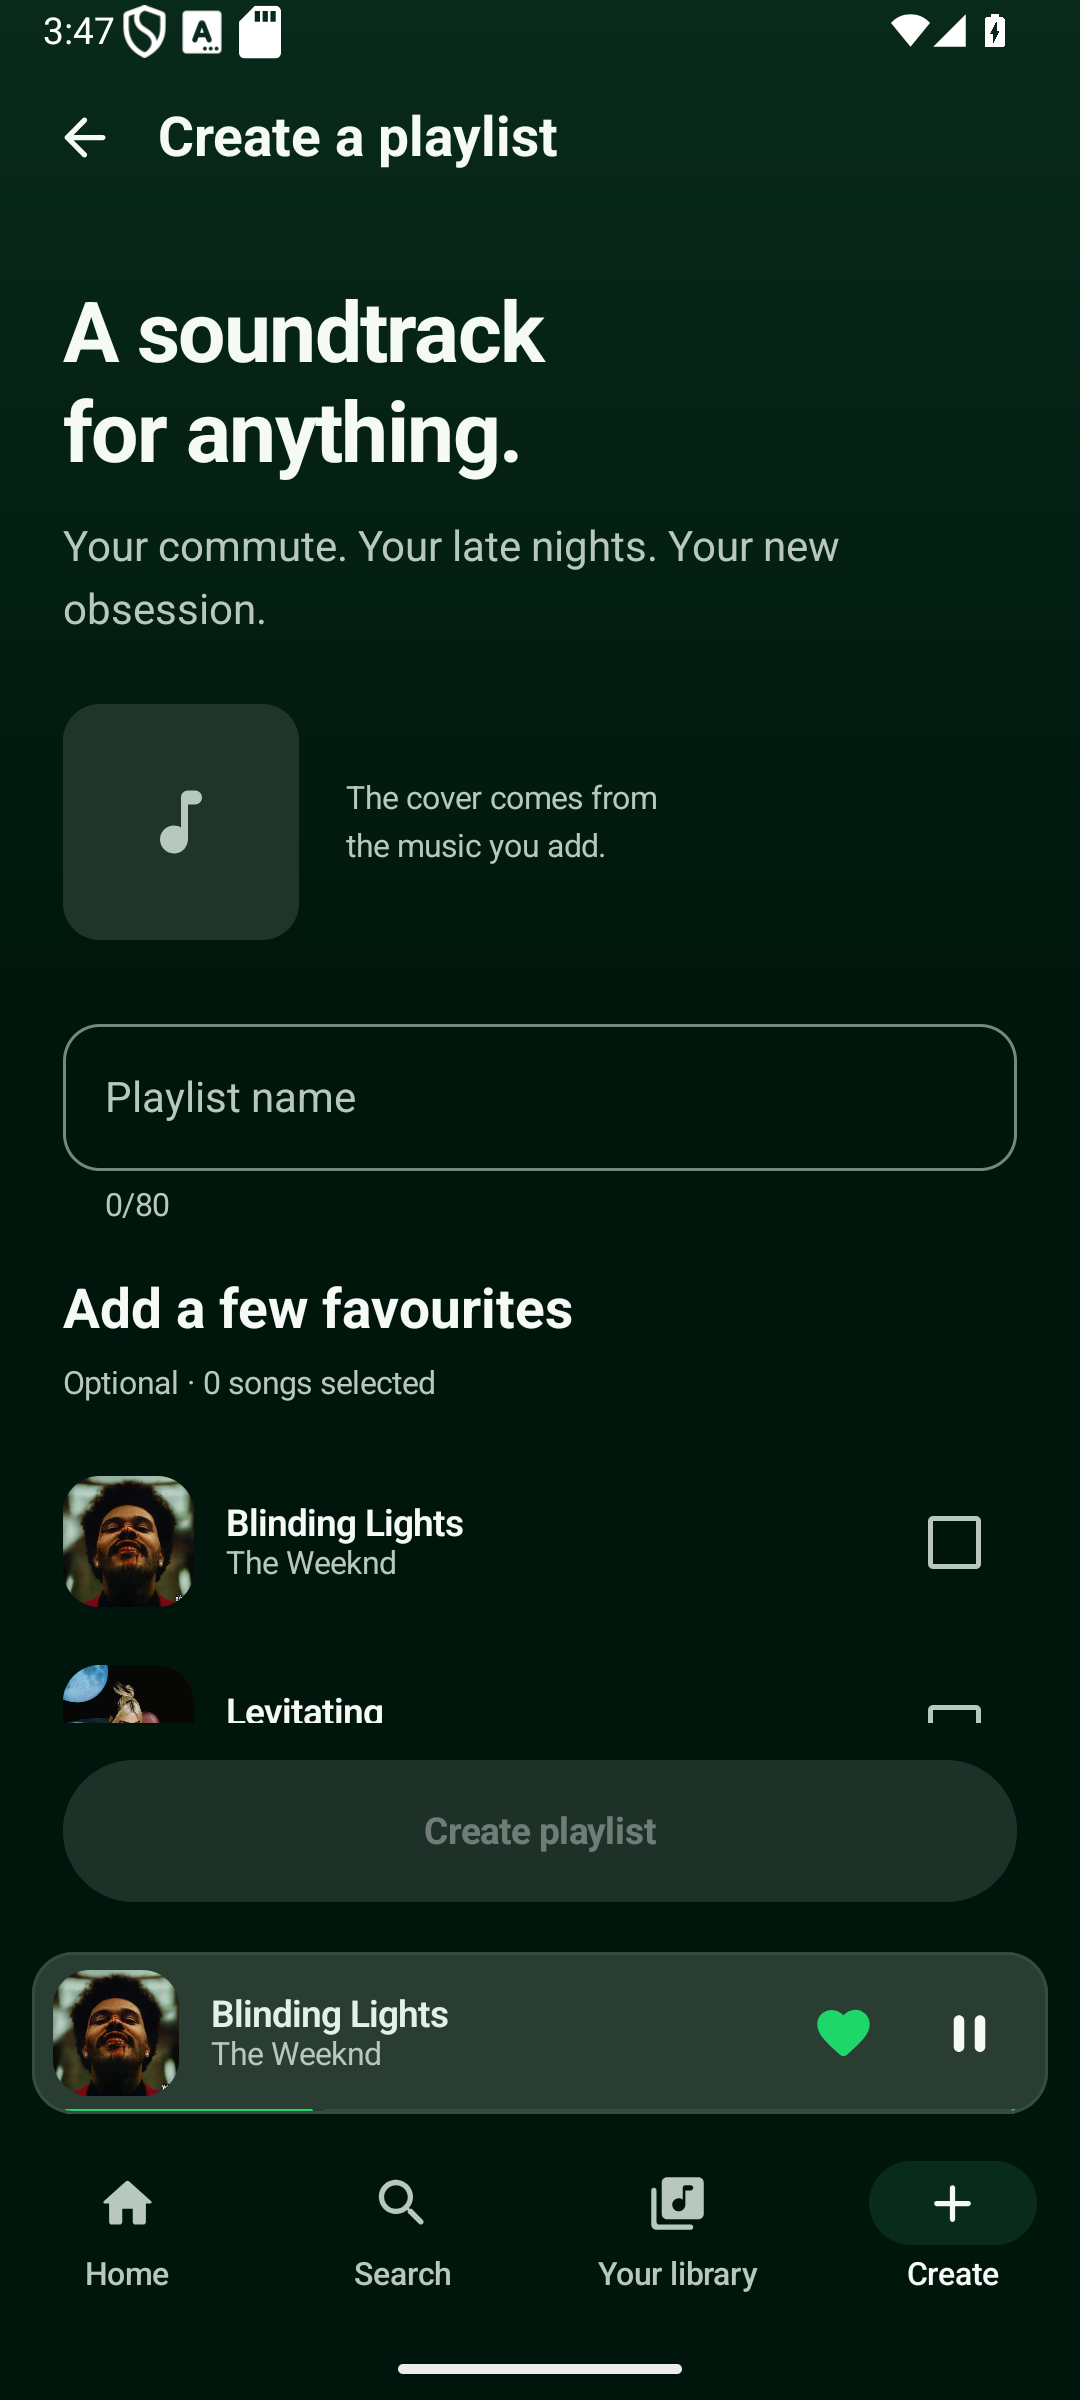 3:47
Create a playlist
A soundtrack
for anything.
Your commute. Your late nights. Your new
obsession.
The cover comes from
the music you add.
Playlist name
0/80
Add a few favourites
Optional · 0 songs selected
Blinding Lights
The Weeknd
Levitating
Create playlist
Blinding Lights
The Weeknd
Home
Search
Your library
Create